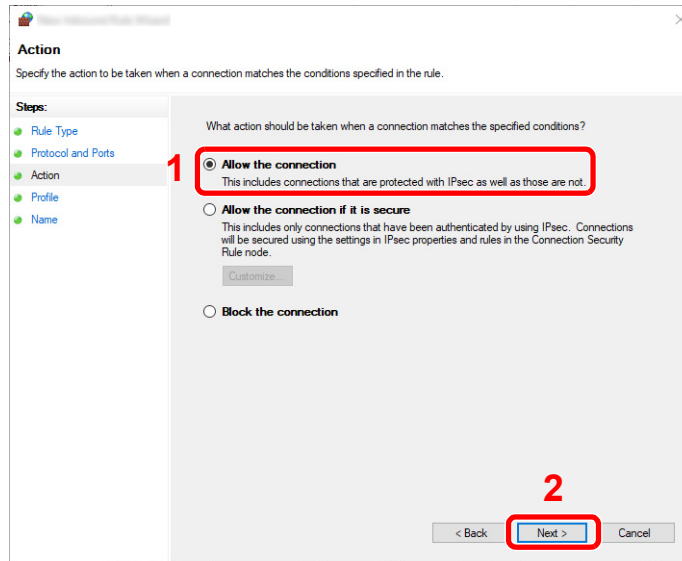 Action
Specify the action to be taken when a connection matches the conditions specified in the rule.
Steps:
Rule Type
Protocol and Ports
Action
Profile
Name
What action should be taken when a connection matches the specified conditions?
1
Allow the connection
This includes connections that are protected with IPsec as well as those are not.
Allow the connection if it is secure
This includes only connections that have been authenticated by using IPsec. Connections
will be secured using the settings in IPsec properties and rules in the Connection Security
Rule node.
Customize...
Block the connection
2
< Back Next > Cancel